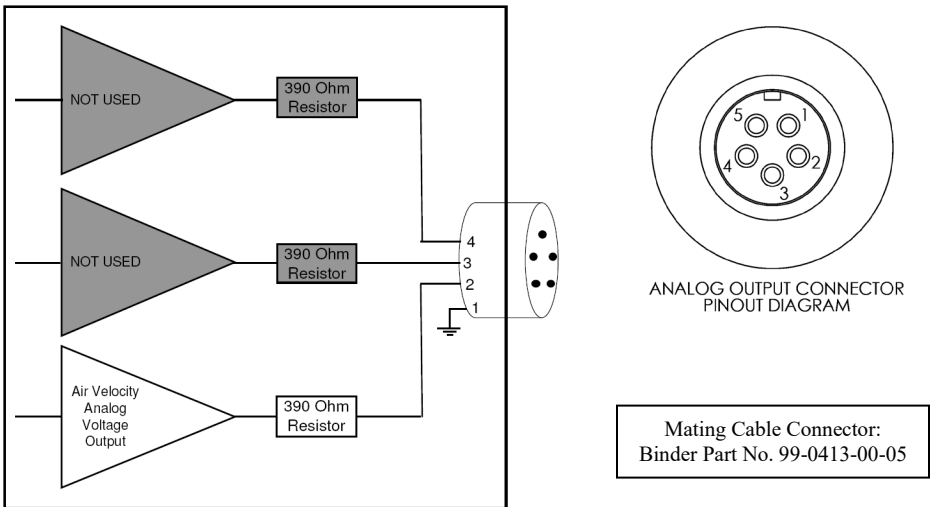 NOT USED
390 Ohm
Resistor
NOT USED
390 Ohm
Resistor
Air Velocity
Analog
Voltage
Output
390 Ohm
Resistor
4
3
2
1
5
1
4
2
3
ANALOG OUTPUT CONNECTOR
PINOUT DIAGRAM
Mating Cable Connector:
Binder Part No. 99-0413-00-05